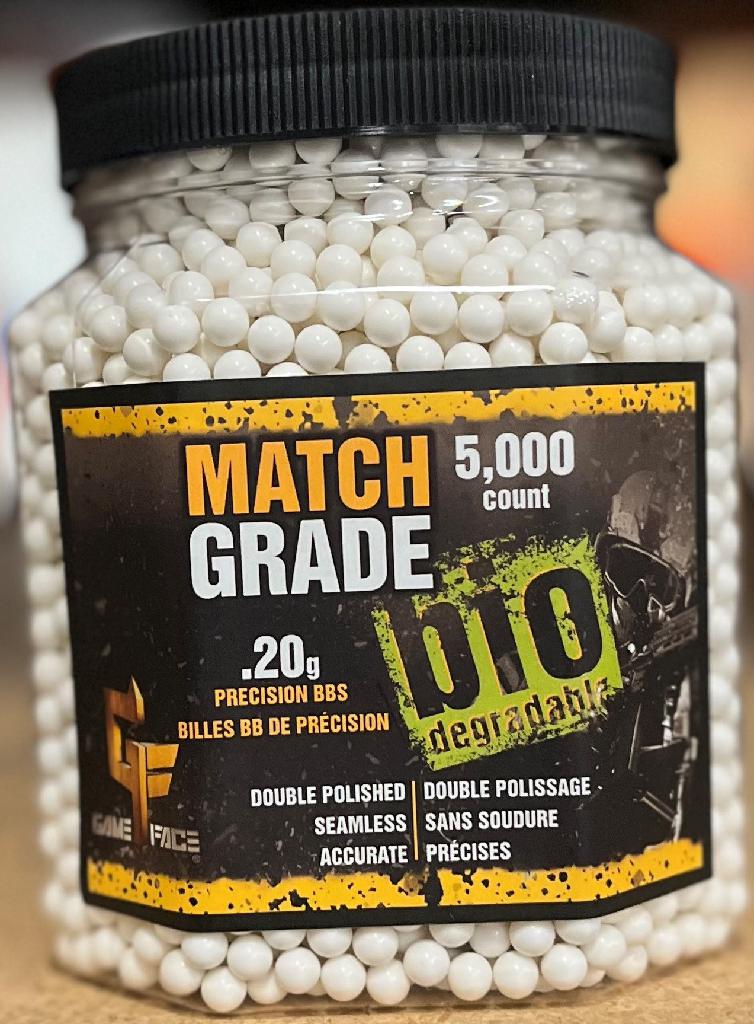 MATCH
GRADE
5,000
count
bio
degradable
.20g
PRECISION BBS
BILLES BB DE PRÉCISION
GAME FACE
DOUBLE POLISHED
SEAMLESS
ACCURATE
DOUBLE POLISSAGE
SANS SOUDURE
PRÉCISES